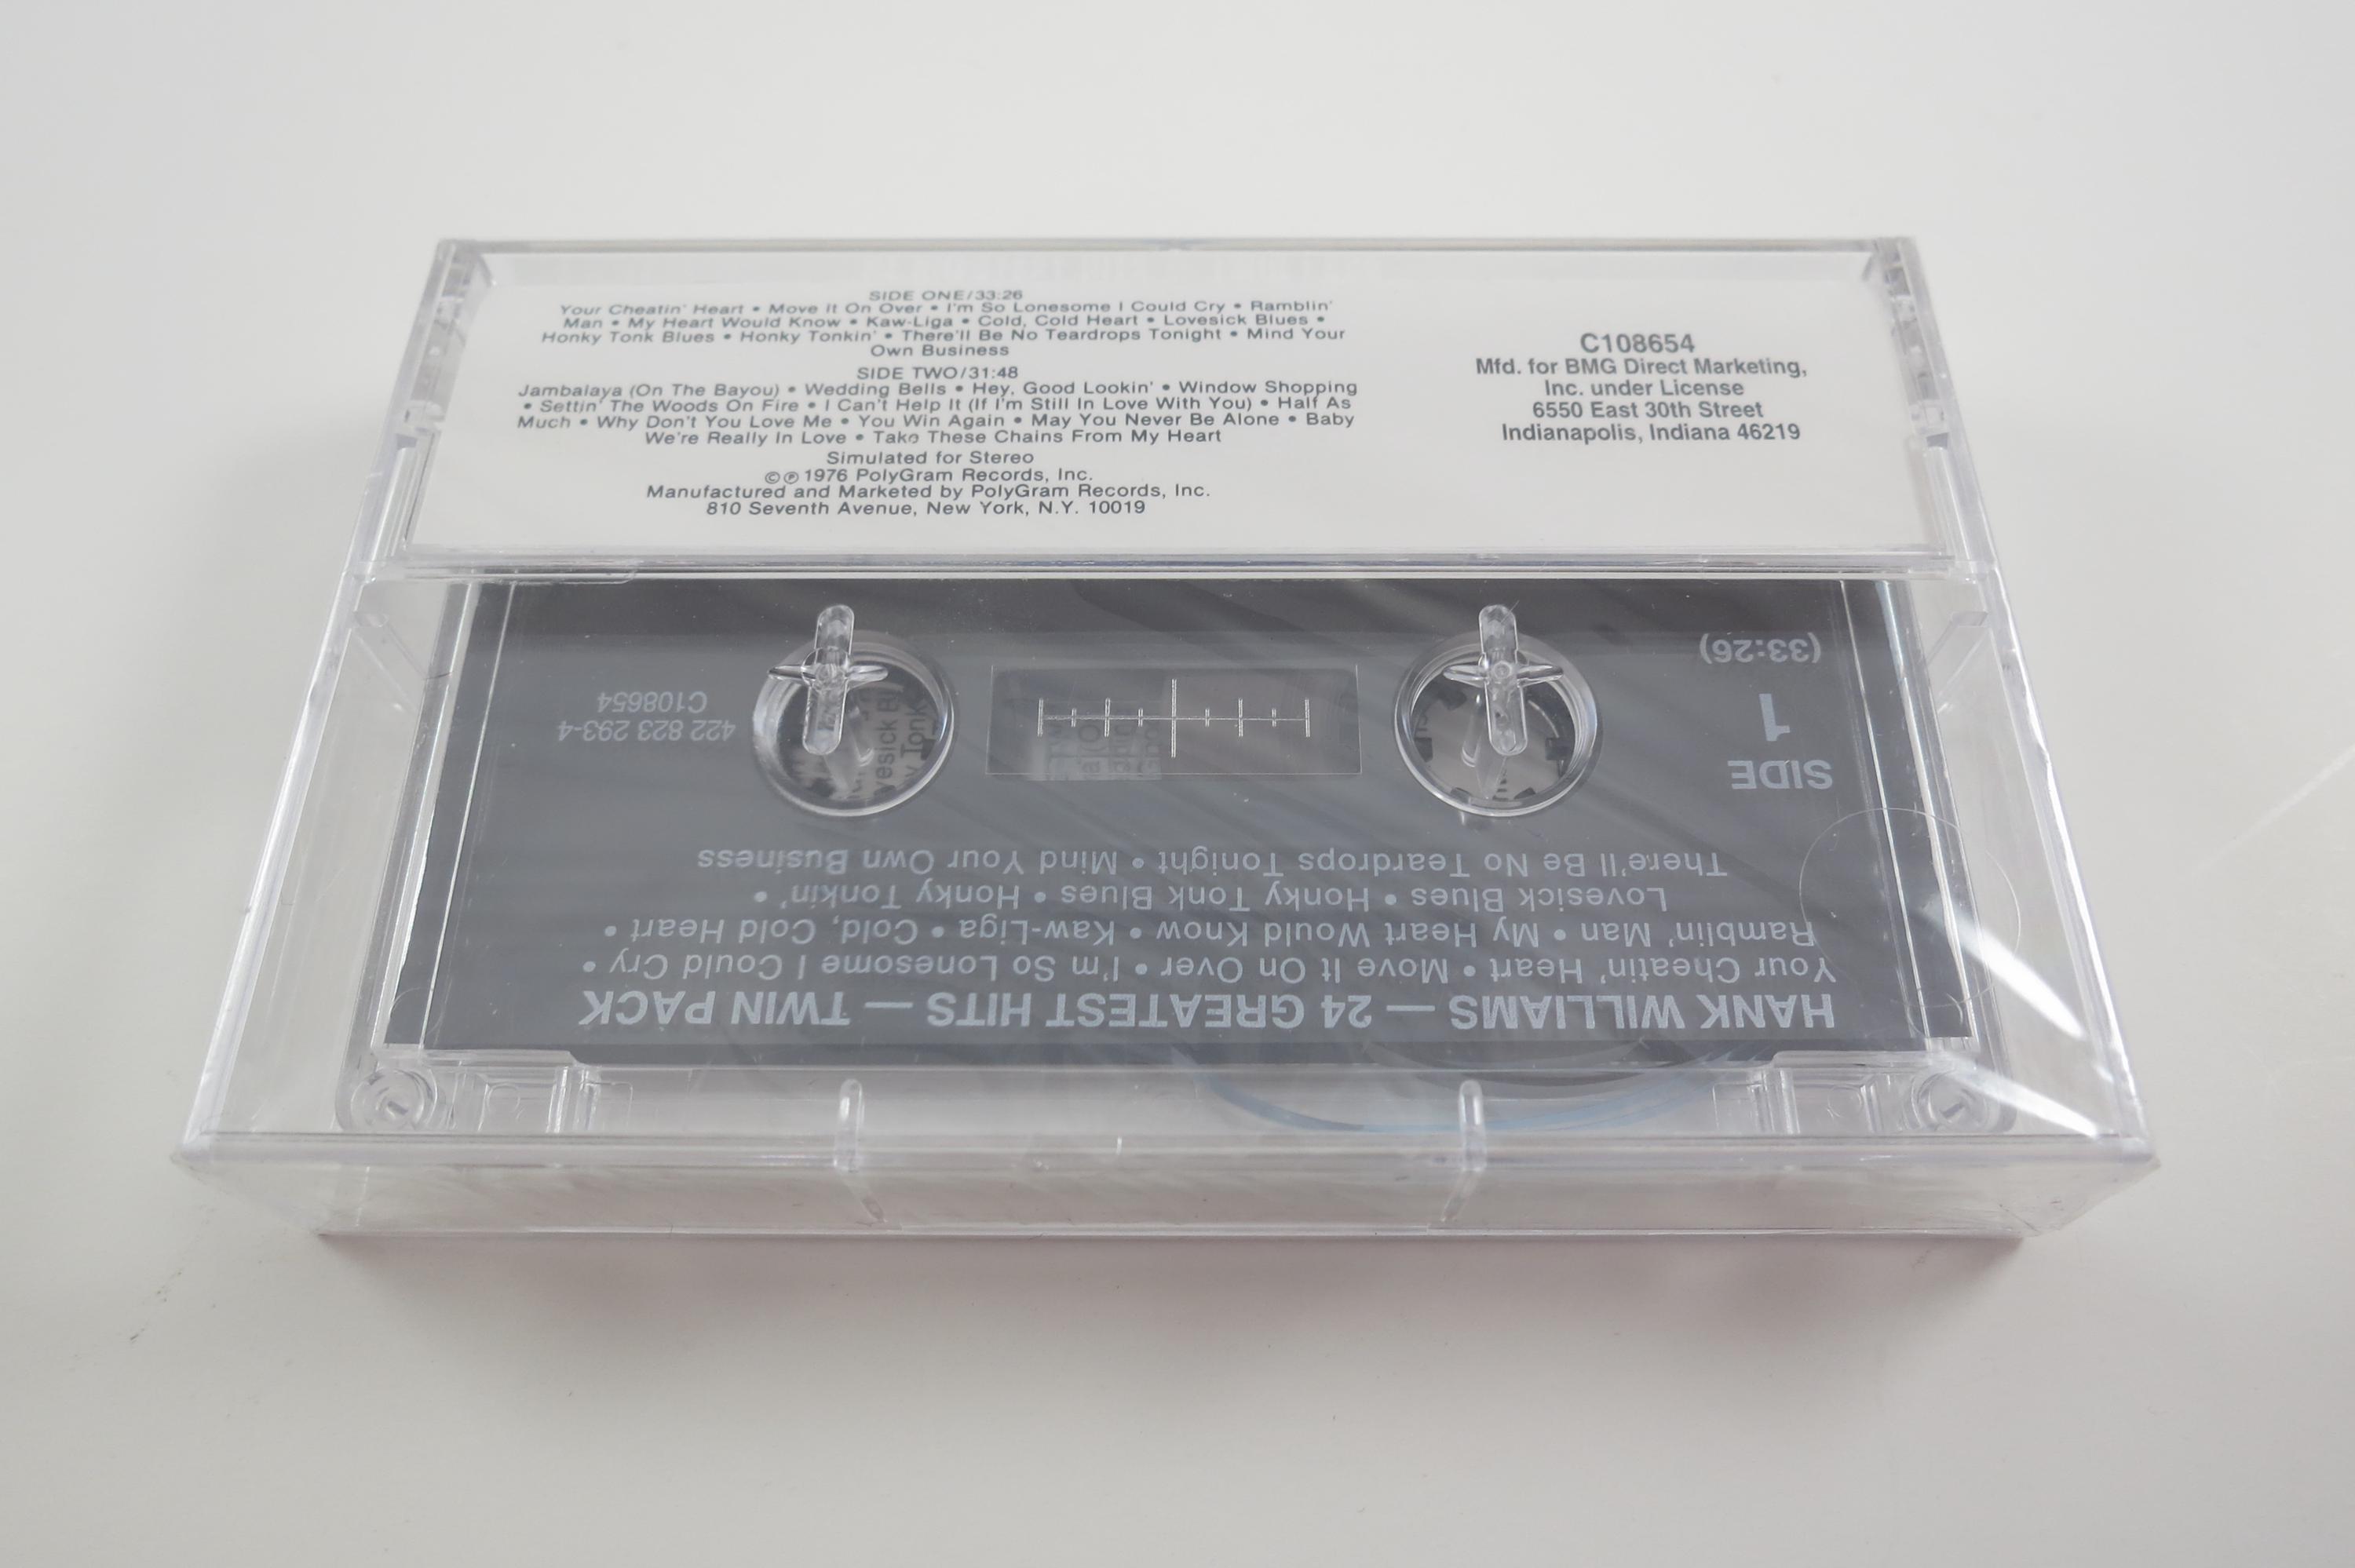 SIDE ONE/33:26
Your Cheatin' Heart • Move It On Over • I'm So Lonesome I Could Cry • Ramblin'
Man • My Heart Would Know • Kaw-Liga • Cold, Cold Heart • Lovesick Blues •
Honky Tonk Blues • Honky Tonkin' • There'll Be No Teardrops Tonight • Mind Your
Own Business
SIDE TWO/31:48
Jambalaya (On The Bayou) • Wedding Bells • Hey, Good Lookin' • Window Shopping
• Settin' The Woods On Fire • I Can't Help It (If I'm Still In Love With You) • Half As
Much • Why Don't You Love Me • You Win Again • May You Never Be Alone • Baby
We're Really In Love • Take These Chains From My Heart
Simulated for Stereo
©℗ 1976 PolyGram Records, Inc.
Manufactured and Marketed by PolyGram Records, Inc.
810 Seventh Avenue, New York, N.Y. 10019
C108654
Mfd. for BMG Direct Marketing,
Inc. under License
6550 East 30th Street
Indianapolis, Indiana 46219
HANK WILLIAMS — 24 GREATEST HITS — TWIN PACK
Your Cheatin' Heart • Move It On Over • I'm So Lonesome I Could Cry •
Ramblin' Man • My Heart Would Know • Kaw-Liga • Cold, Cold Heart •
Lovesick Blues • Honky Tonk Blues • Honky Tonkin' •
There'll Be No Teardrops Tonight • Mind Your Own Business
SIDE
1
(33:26)
422 823 293-4
C108654